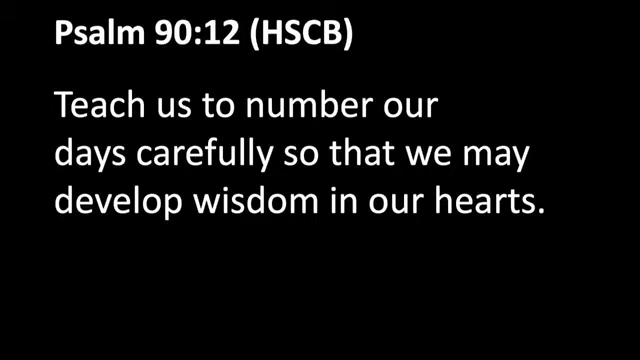 Psalm 90:12 (HSCB)
Teach us to number our
days carefully so that we may
develop wisdom in our hearts.